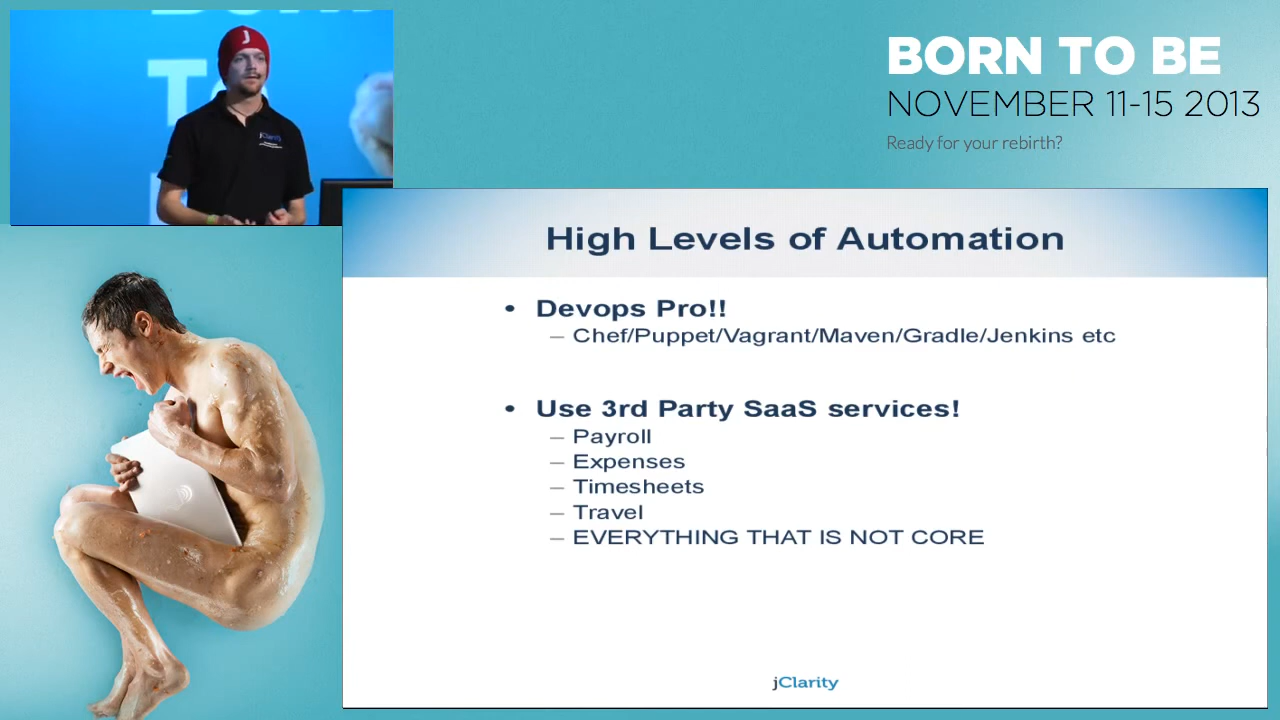 BORN TO BE
NOVEMBER 11-15 2013
Ready for your rebirth?
J
jClarity
High Levels of Automation
• Devops Pro!!
– Chef/Puppet/Vagrant/Maven/Gradle/Jenkins etc
• Use 3rd Party SaaS services!
– Payroll
– Expenses
– Timesheets
– Travel
– EVERYTHING THAT IS NOT CORE
jClarity